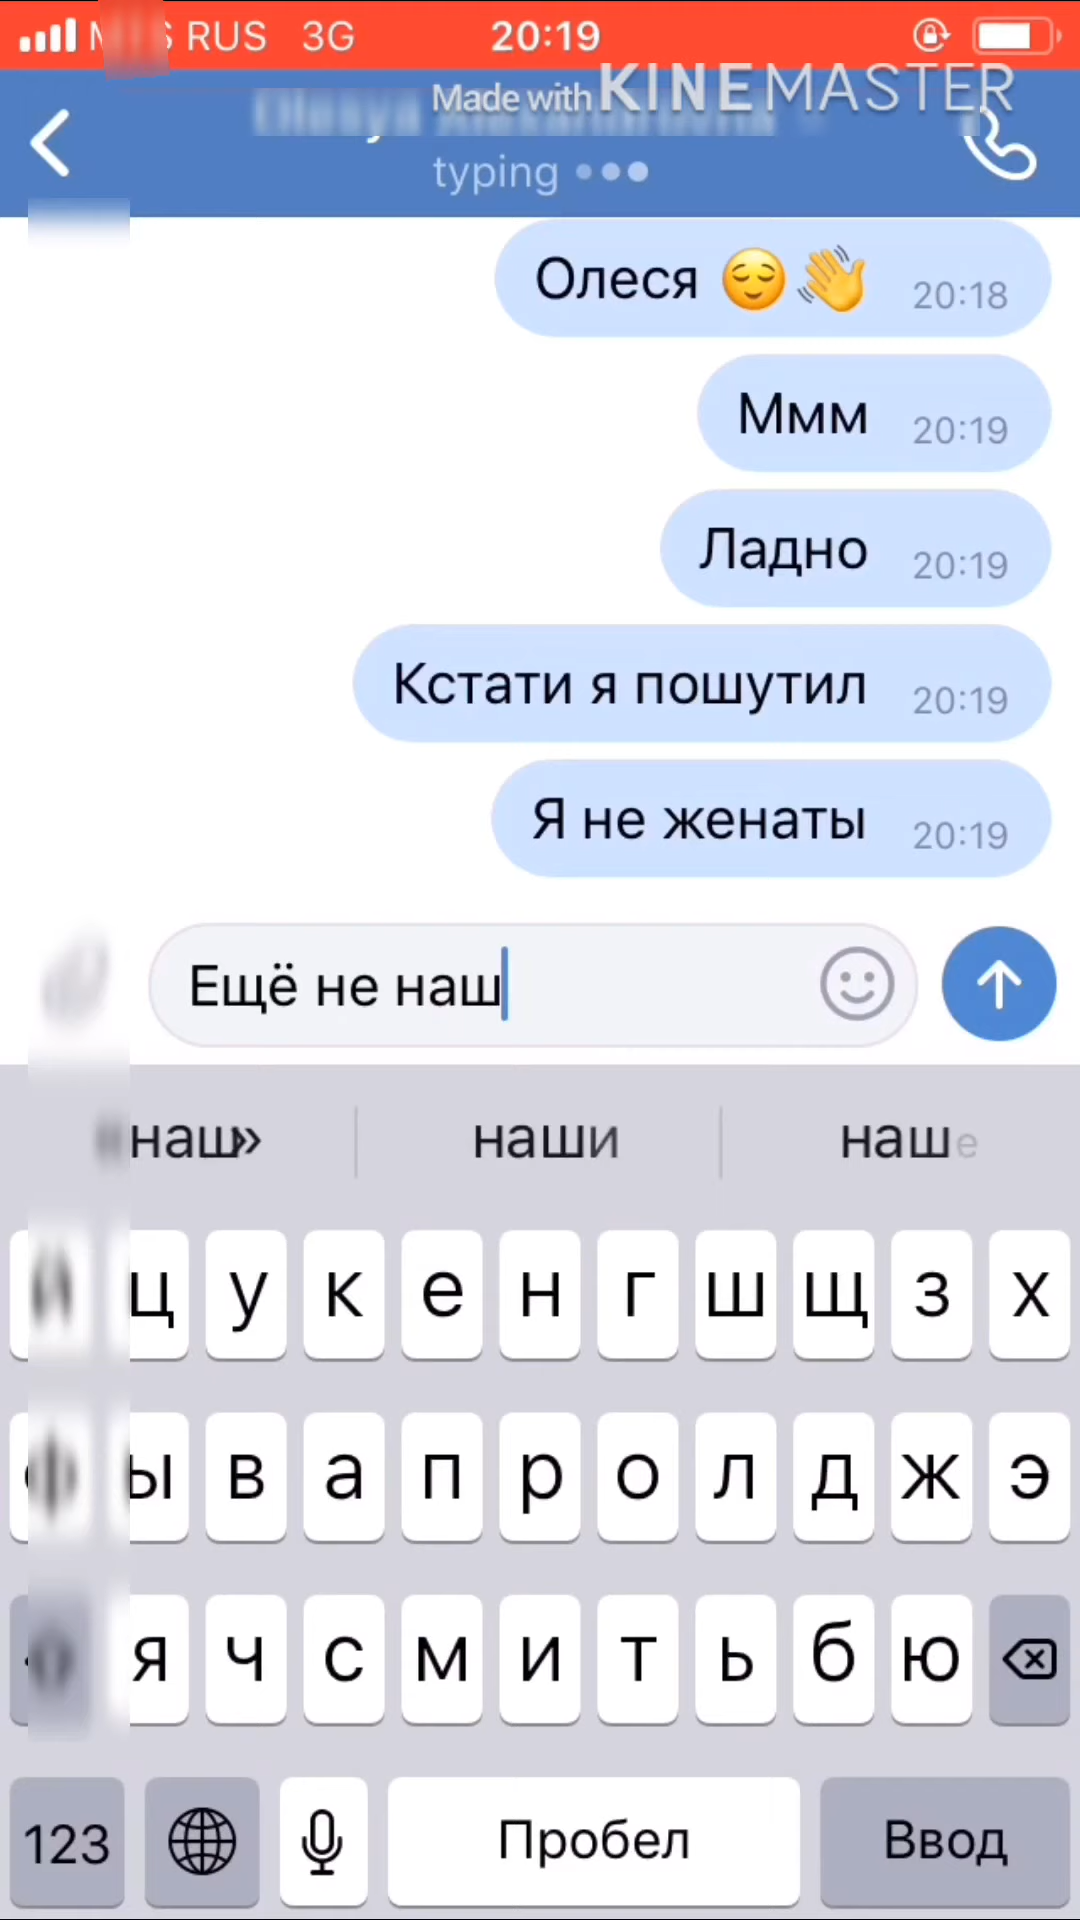 RUS 3G 20:19
Made with KINEMASTER
typing
Олеся 😌👋 20:18
Ммм 20:19
Ладно 20:19
Кстати я пошутил 20:19
Я не женаты 20:19
Ещё не наш
наш» наши наше
ц у к е н г ш щ з х
ы в а п р о л д ж э
я ч с м и т ь б ю
123 Пробел Ввод